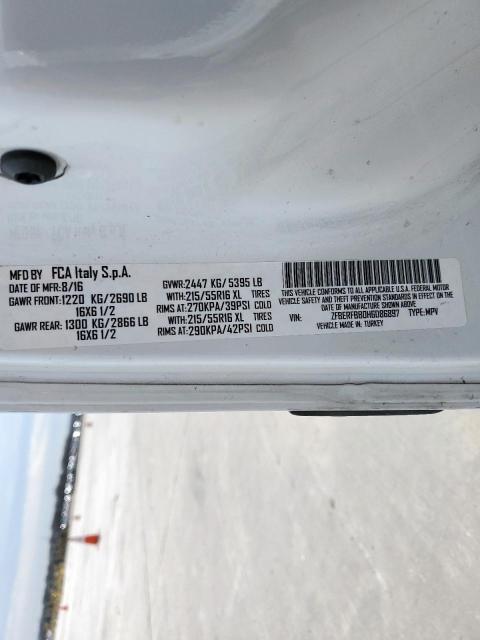 MFD BY FCA Italy S.p.A.
DATE OF MFR: 8/16 GVWR:2447 KG/ 5395 LB
GAWR FRONT:1220 KG/2690 LB WITH:215/55R16 XL TIRES
16X6 1/2 RIMS AT:270KPA/39PSI COLD
GAWR REAR: 1300 KG/2866 LB WITH:215/55R16 XL TIRES
16X6 1/2 RIMS AT:290KPA/42PSI COLD
THIS VEHICLE CONFORMS TO ALL APPLICABLE U.S.A. FEDERAL MOTOR
VEHICLE SAFETY AND THEFT PREVENTION STANDARDS IN EFFECT ON THE
DATE OF MANUFACTURE SHOWN ABOVE
VIN: ZFBERFBB0H6D86897 TYPE: MPV
VEHICLE MADE IN: TURKEY